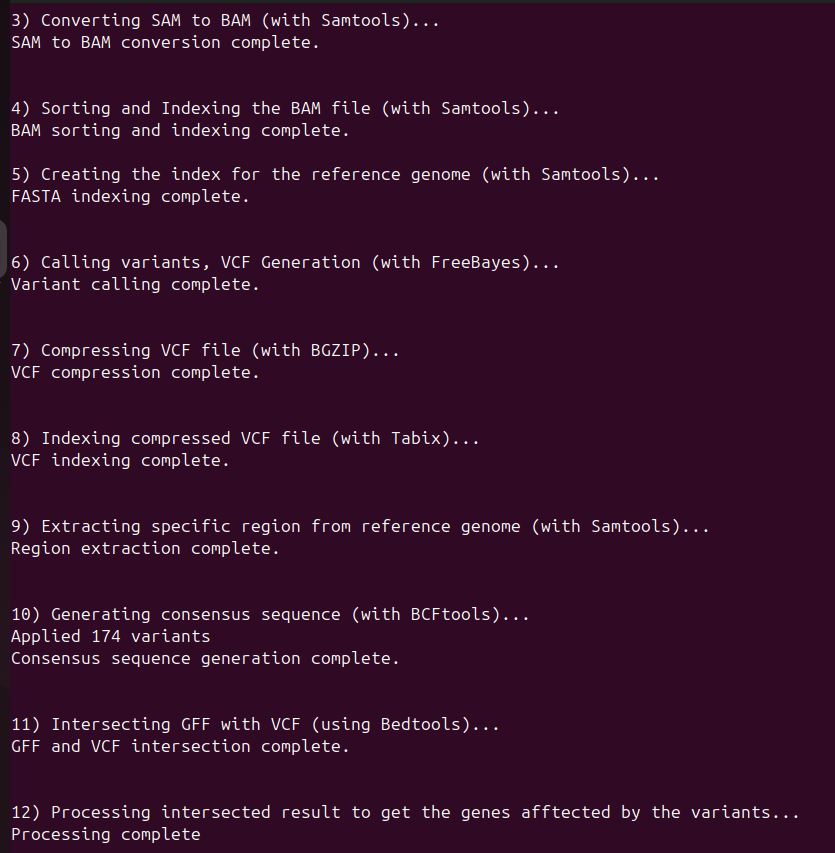 3) Converting SAM to BAM (with Samtools)...
SAM to BAM conversion complete.
4) Sorting and Indexing the BAM file (with Samtools)...
BAM sorting and indexing complete.
5) Creating the index for the reference genome (with Samtools)...
FASTA indexing complete.
6) Calling variants, VCF Generation (with FreeBayes)...
Variant calling complete.
7) Compressing VCF file (with BGZIP)...
VCF compression complete.
8) Indexing compressed VCF file (with Tabix)...
VCF indexing complete.
9) Extracting specific region from reference genome (with Samtools)...
Region extraction complete.
10) Generating consensus sequence (with BCFtools)...
Applied 174 variants
Consensus sequence generation complete.
11) Intersecting GFF with VCF (using Bedtools)...
GFF and VCF intersection complete.
12) Processing intersected result to get the genes afftected by the variants...
Processing complete